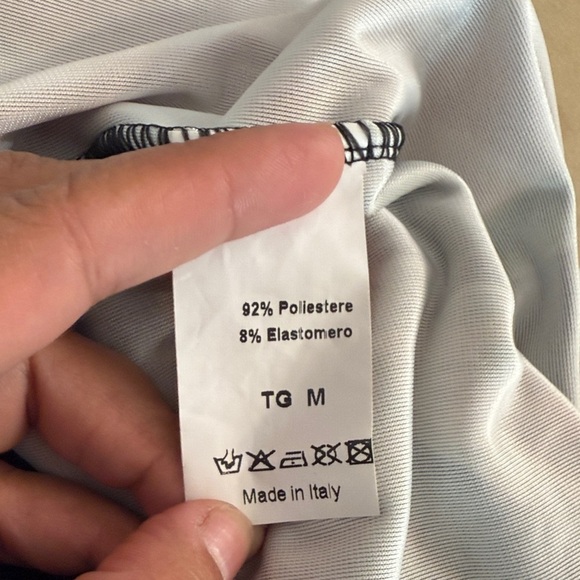 92% Poliestere
8% Elastomero
TG M
Made in Italy